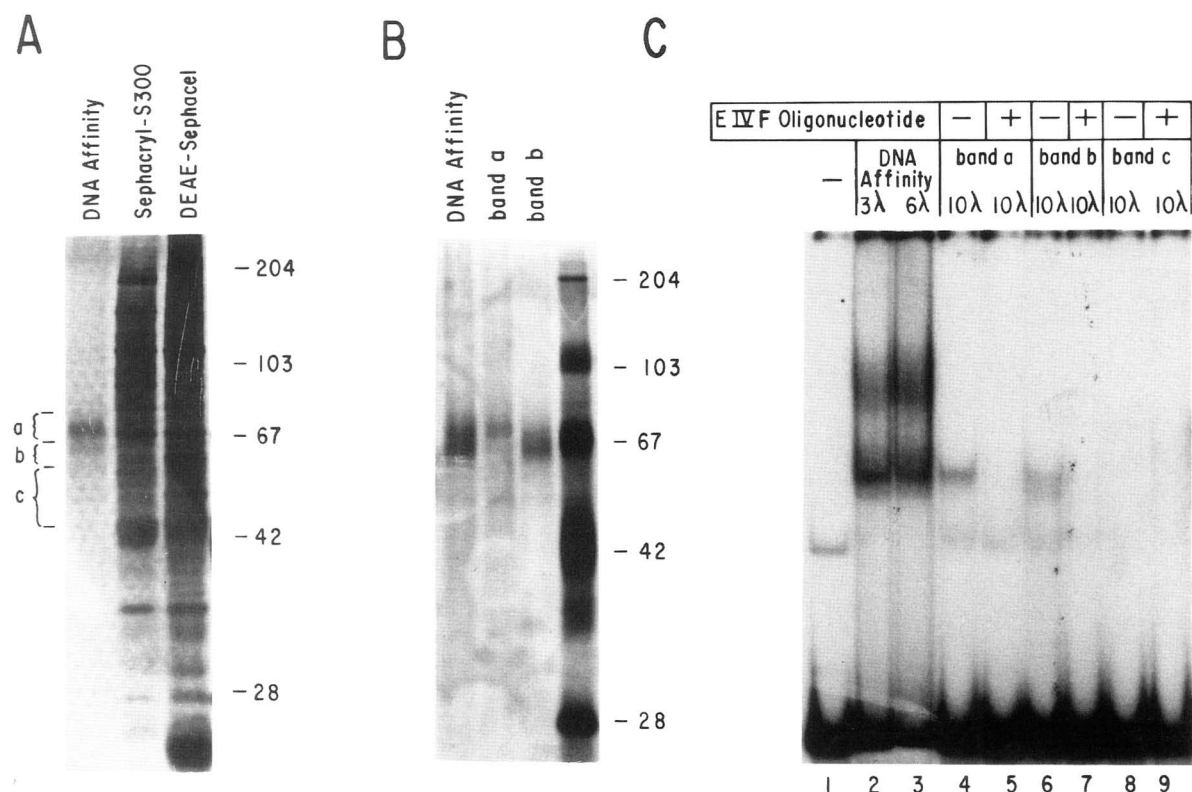 A
DNA Affinity
Sephacryl-S300
DEAE-Sephacel
- 204
- 103
- 67
- 42
- 28
a
b
c
B
DNA Affinity
band a
band b
- 204
- 103
- 67
- 42
- 28
C
E IV F Oligonucleotide - + - + - +
- DNA Affinity band a band b band c
3λ 6λ 10λ 10λ 10λ 10λ 10λ 10λ
1 2 3 4 5 6 7 8 9